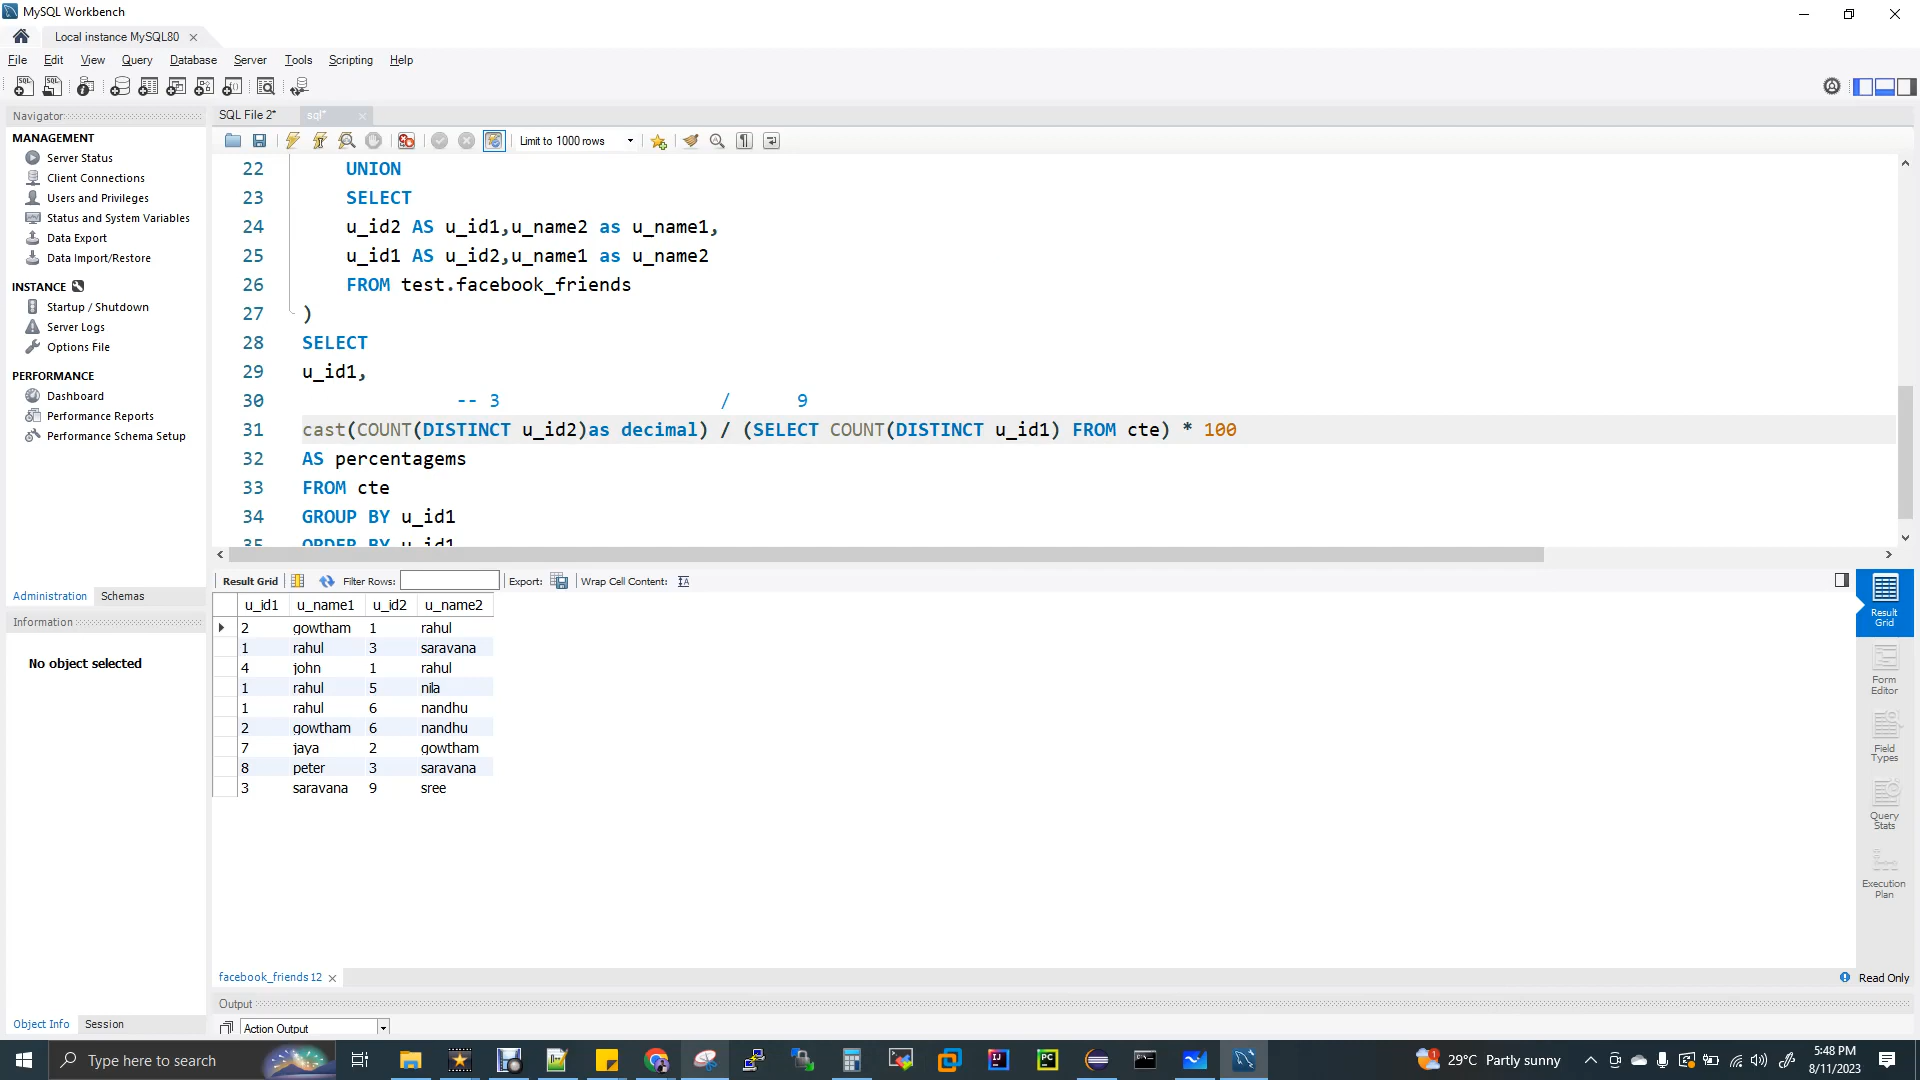 MySQL Workbench
Local instance MySQL80
File Edit View Query Database Server Tools Scripting Help
Navigator
SQL File 2*
sql*
MANAGEMENT
Server Status
Client Connections
Users and Privileges
Status and System Variables
Data Export
Data Import/Restore
INSTANCE
Startup / Shutdown
Server Logs
Options File
PERFORMANCE
Dashboard
Performance Reports
Performance Schema Setup
Administration Schemas
Information
No object selected
Object Info Session
Limit to 1000 rows
22 UNION
23 SELECT
24 u_id2 AS u_id1,u_name2 as u_name1,
25 u_id1 AS u_id2,u_name1 as u_name2
26 FROM test.facebook_friends
27 )
28 SELECT
29 u_id1,
30 -- 3 / 9
31 cast(COUNT(DISTINCT u_id2)as decimal) / (SELECT COUNT(DISTINCT u_id1) FROM cte) * 100
32 AS percentagems
33 FROM cte
34 GROUP BY u_id1
35 ORDER BY u_id1
Result Grid Filter Rows: Export: Wrap Cell Content:
u_id1 u_name1 u_id2 u_name2
2 gowtham 1 rahul
1 rahul 3 saravana
4 john 1 rahul
1 rahul 5 nila
1 rahul 6 nandhu
2 gowtham 6 nandhu
7 jaya 2 gowtham
8 peter 3 saravana
3 saravana 9 sree
Result
Grid
Form
Editor
Field
Types
Query
Stats
Execution
Plan
facebook_friends 12
Read Only
Output
Action Output
Type here to search
29°C Partly sunny
5:48 PM
8/11/2023